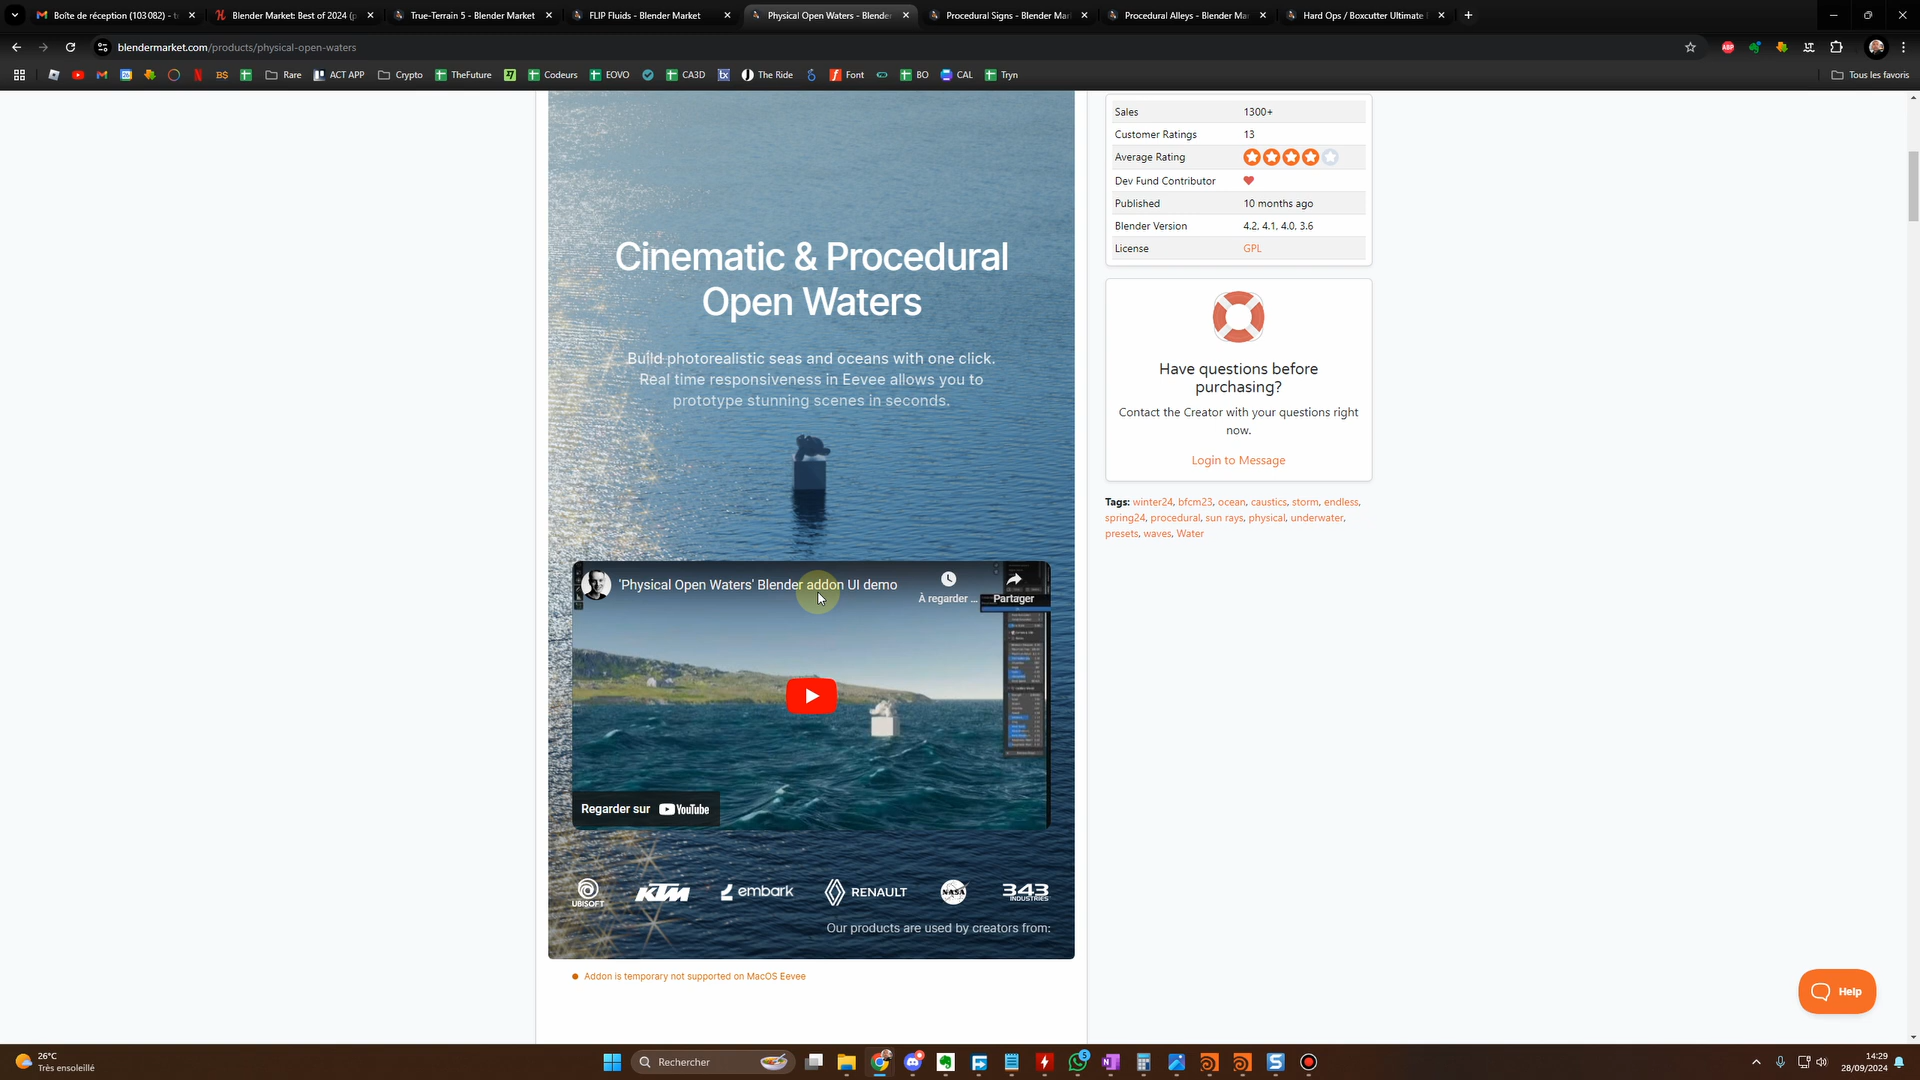 Boîte de réception (103 082) - t
Blender Market: Best of 2024 (p
True-Terrain 5 - Blender Market
FLIP Fluids - Blender Market
Physical Open Waters - Blender
Procedural Signs - Blender Mar
Procedural Alleys - Blender Ma
Hard Ops / Boxcutter Ultimate
blendermarket.com/products/physical-open-waters
ABP
Rare
ACT APP
Crypto
TheFuture
Codeurs
EOVO
CA3D
bx
The Ride
Font
BO
CAL
Tryn
Tous les favoris
Cinematic & Procedural
Open Waters
Build photorealistic seas and oceans with one click.
Real time responsiveness in Eevee allows you to
prototype stunning scenes in seconds.
'Physical Open Waters' Blender addon UI demo
À regarder ...
Partager
Regarder sur YouTube
UBISOFT
KTM
embark
RENAULT
NASA
343
INDUSTRIES
Our products are used by creators from:
Addon is temporary not supported on MacOS Eevee
Sales 1300+
Customer Ratings 13
Average Rating
Dev Fund Contributor
Published 10 months ago
Blender Version 4.2, 4.1, 4.0, 3.6
License GPL
Have questions before
purchasing?
Contact the Creator with your questions right
now.
Login to Message
Tags: winter24, bfcm23, ocean, caustics, storm, endless,
spring24, procedural, sun rays, physical, underwater,
presets, waves, Water
Help
26°C
Très ensoleillé
Rechercher
5
14:29
28/09/2024